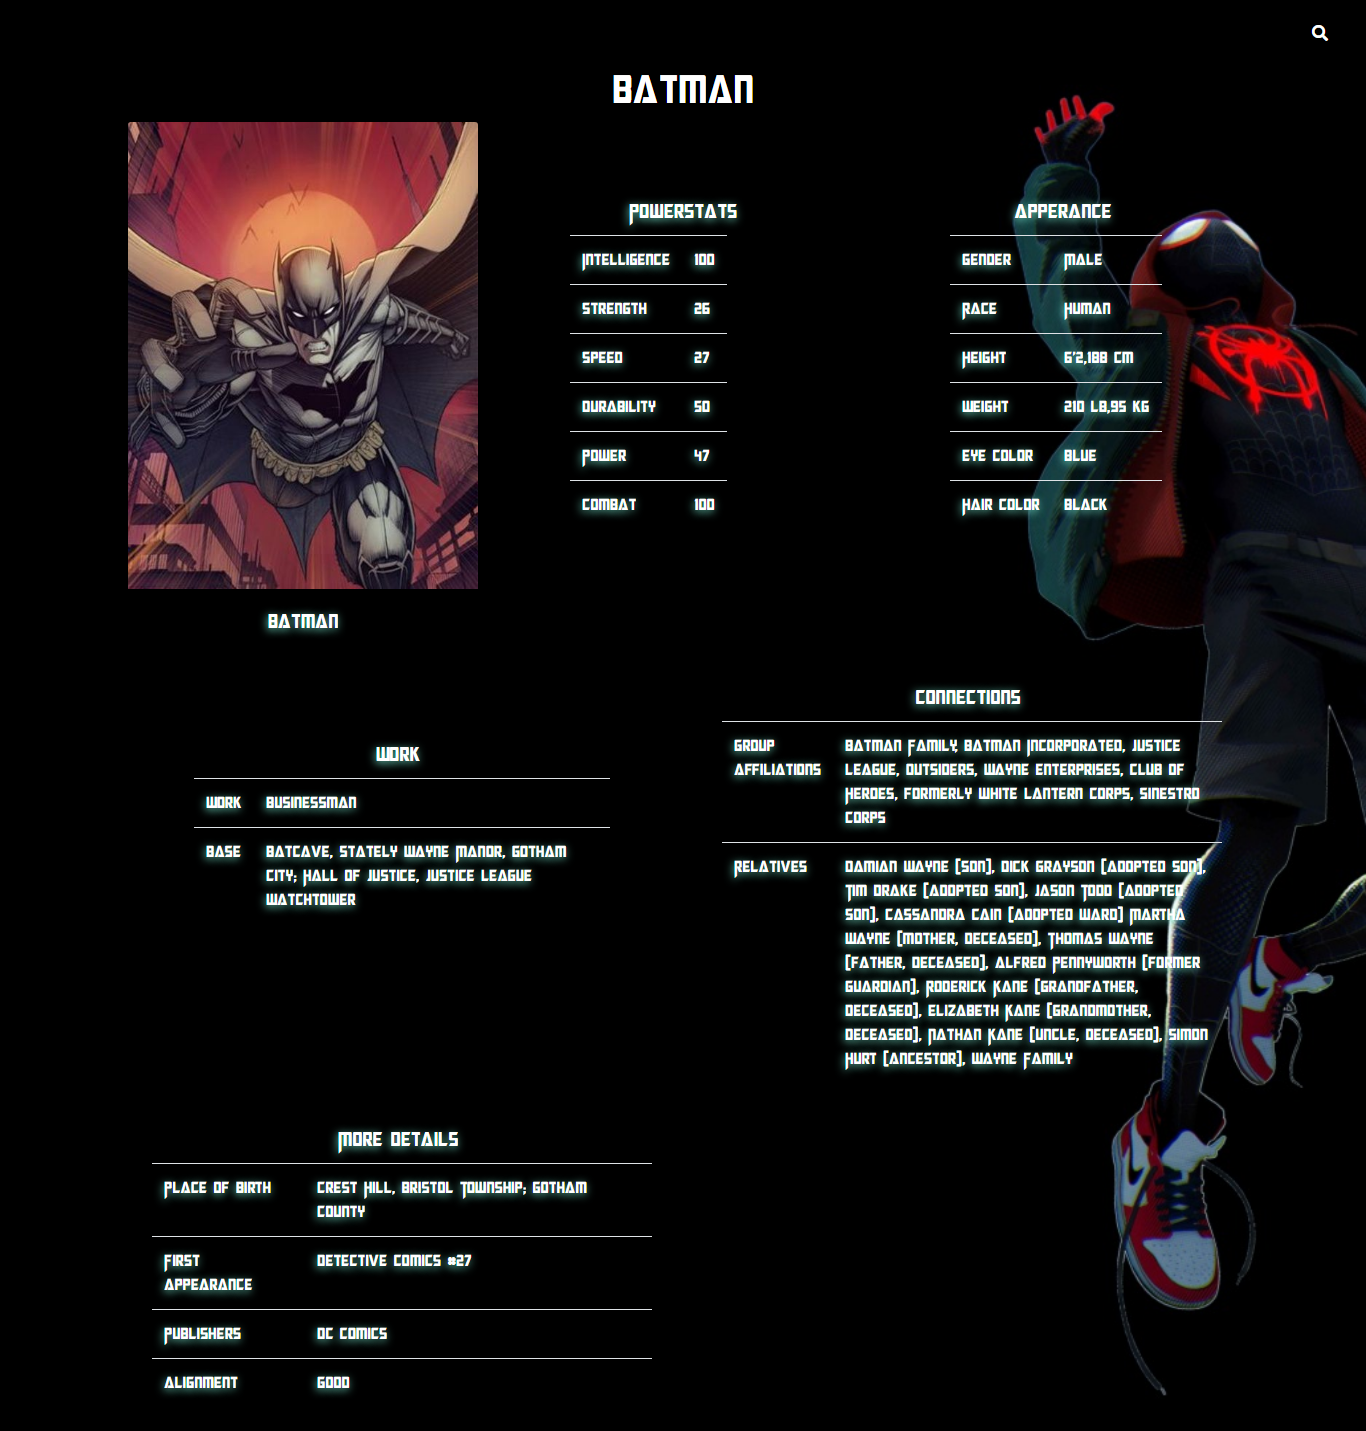 BATMAN
POWERSTATS
INTELLIGENCE 100
STRENGTH 26
SPEED 27
DURABILITY 50
POWER 47
COMBAT 100
APPERANCE
GENDER MALE
RACE HUMAN
HEIGHT 6'2,188 CM
WEIGHT 210 LB,95 KG
EYE COLOR BLUE
HAIR COLOR BLACK
BATMAN
WORK
WORK BUSINESSMAN
BASE BATCAVE, STATELY WAYNE MANOR, GOTHAM
CITY; HALL OF JUSTICE, JUSTICE LEAGUE
WATCHTOWER
CONNECTIONS
GROUP BATMAN FAMILY, BATMAN INCORPORATED, JUSTICE
AFFILIATIONS LEAGUE, OUTSIDERS, WAYNE ENTERPRISES, CLUB OF
HEROES, FORMERLY WHITE LANTERN CORPS, SINESTRO
CORPS
RELATIVES DAMIAN WAYNE (SON), DICK GRAYSON (ADOPTED SON),
TIM DRAKE (ADOPTED SON), JASON TODD (ADOPTED
SON), CASSANDRA CAIN (ADOPTED WARD) MARTHA
WAYNE (MOTHER, DECEASED), THOMAS WAYNE
(FATHER, DECEASED), ALFRED PENNYWORTH (FORMER
GUARDIAN), RODERICK KANE (GRANDFATHER,
DECEASED), ELIZABETH KANE (GRANDMOTHER,
DECEASED), NATHAN KANE (UNCLE, DECEASED), SIMON
HURT (ANCESTOR), WAYNE FAMILY
MORE DETAILS
PLACE OF BIRTH CREST HILL, BRISTOL TOWNSHIP; GOTHAM
COUNTY
FIRST DETECTIVE COMICS #27
APPEARANCE
PUBLISHERS DC COMICS
ALIGNMENT GOOD